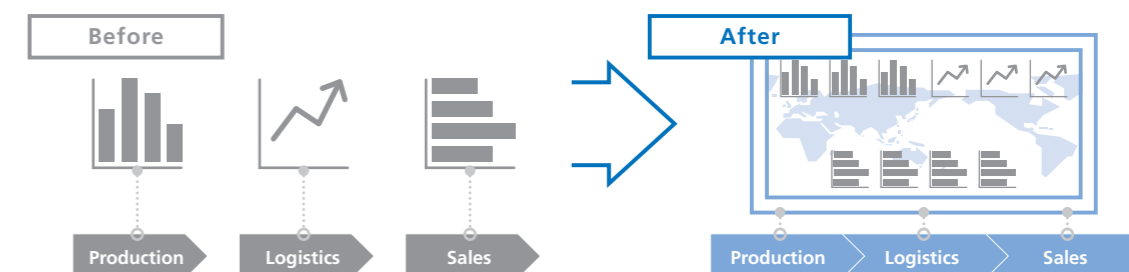 Before
After
Production
Logistics
Sales
Production
Logistics
Sales